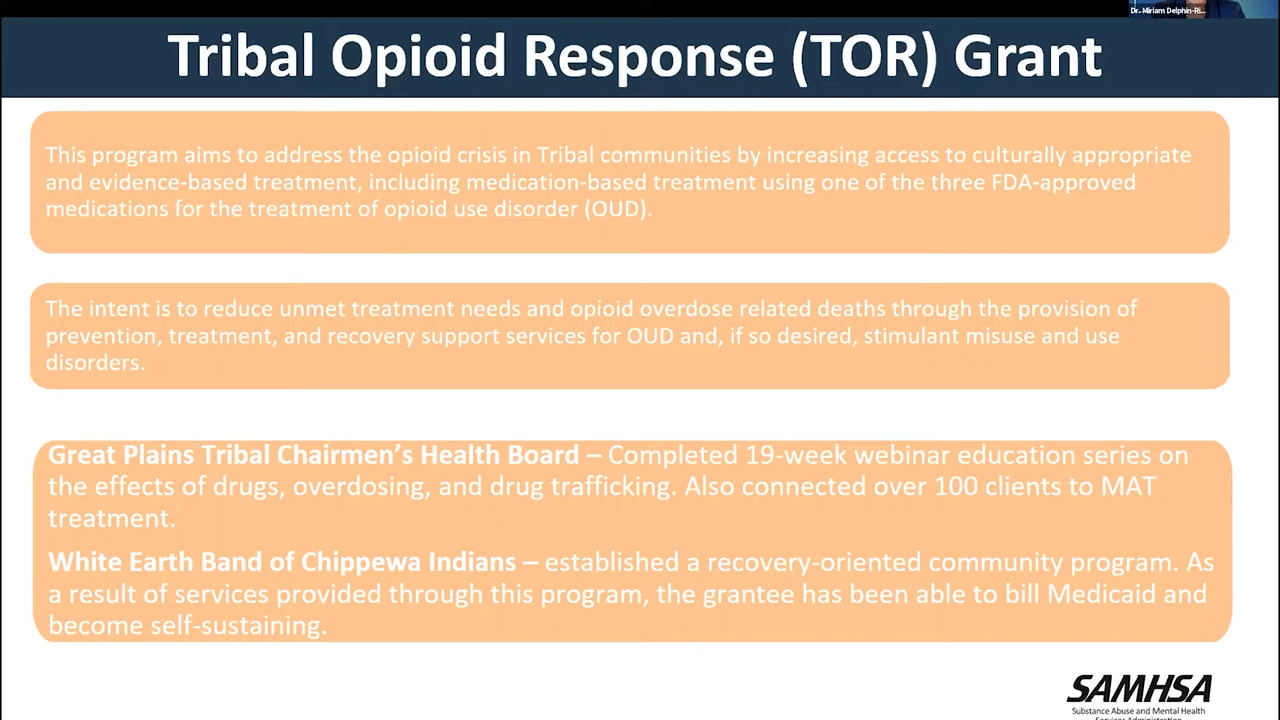 Dr. Miriam Delphin-Ri...
Tribal Opioid Response (TOR) Grant
This program aims to address the opioid crisis in Tribal communities by increasing access to culturally appropriate
and evidence-based treatment, including medication-based treatment using one of the three FDA-approved
medications for the treatment of opioid use disorder (OUD).
The intent is to reduce unmet treatment needs and opioid overdose related deaths through the provision of
prevention, treatment, and recovery support services for OUD and, if so desired, stimulant misuse and use
disorders.
Great Plains Tribal Chairmen’s Health Board – Completed 19-week webinar education series on
the effects of drugs, overdosing, and drug trafficking. Also connected over 100 clients to MAT
treatment.
White Earth Band of Chippewa Indians – established a recovery-oriented community program. As
a result of services provided through this program, the grantee has been able to bill Medicaid and
become self-sustaining.
SAMHSA
Substance Abuse and Mental Health
Services Administration